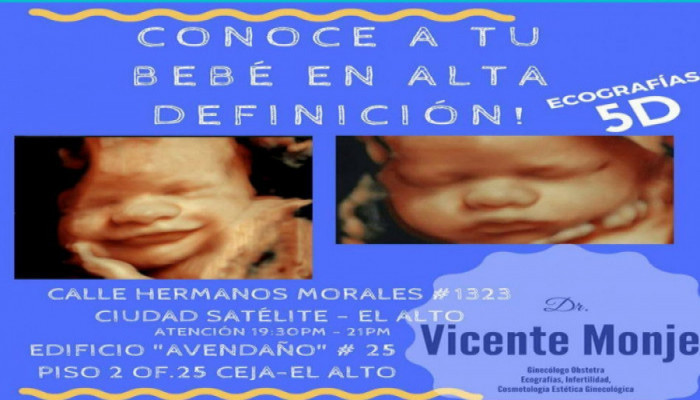 CONOCE A TU
BEBÉ EN ALTA
DEFINICIÓN!
ECOGRAFÍAS
5D
CALLE HERMANOS MORALES #1323
CIUDAD SATÉLITE - EL ALTO
ATENCIÓN 19:30PM - 21PM
EDIFICIO "AVENDAÑO" # 25
PISO 2 OF.25 CEJA-EL ALTO
Dr.
Vicente Monje
Ginecólogo Obstetra
Ecografías, Infertilidad,
Cosmetología Estética Ginecológica